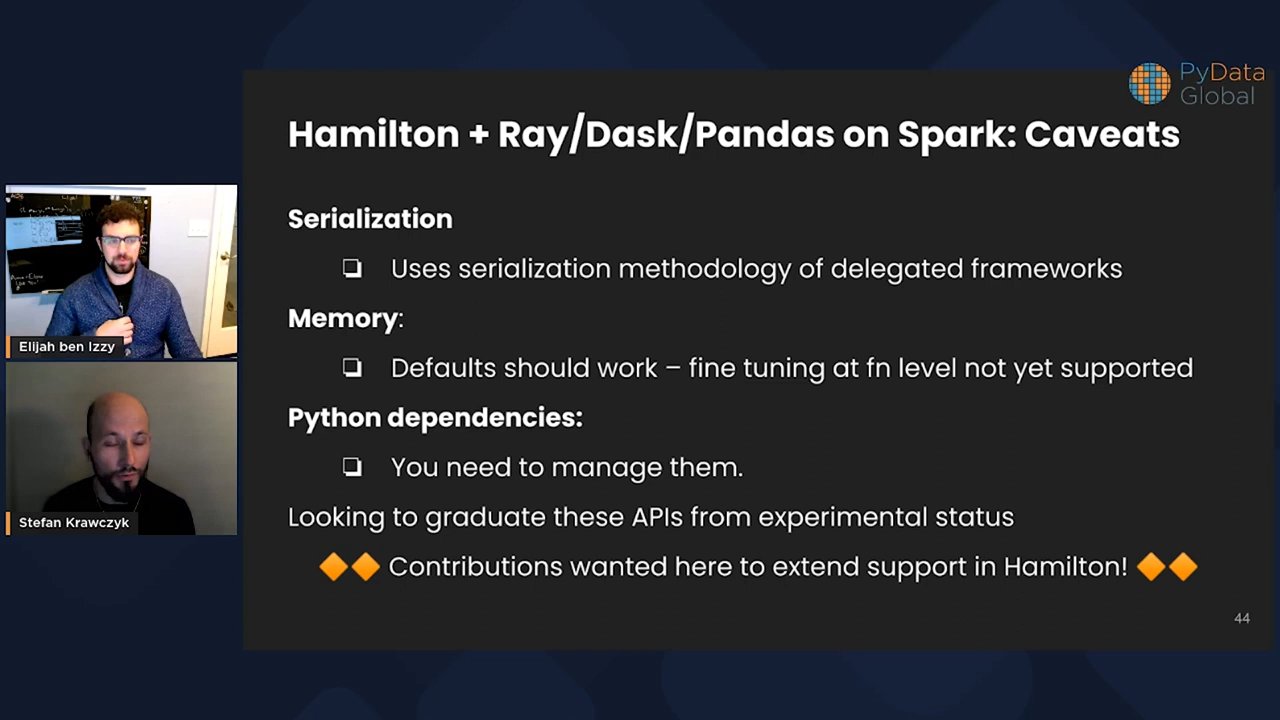 PyData
Global
Hamilton + Ray/Dask/Pandas on Spark: Caveats
Serialization
❏ Uses serialization methodology of delegated frameworks
Memory:
❏ Defaults should work – fine tuning at fn level not yet supported
Python dependencies:
❏ You need to manage them.
Looking to graduate these APIs from experimental status
🔶🔶 Contributions wanted here to extend support in Hamilton! 🔶🔶
44
Elijah ben Izzy
Stefan Krawczyk